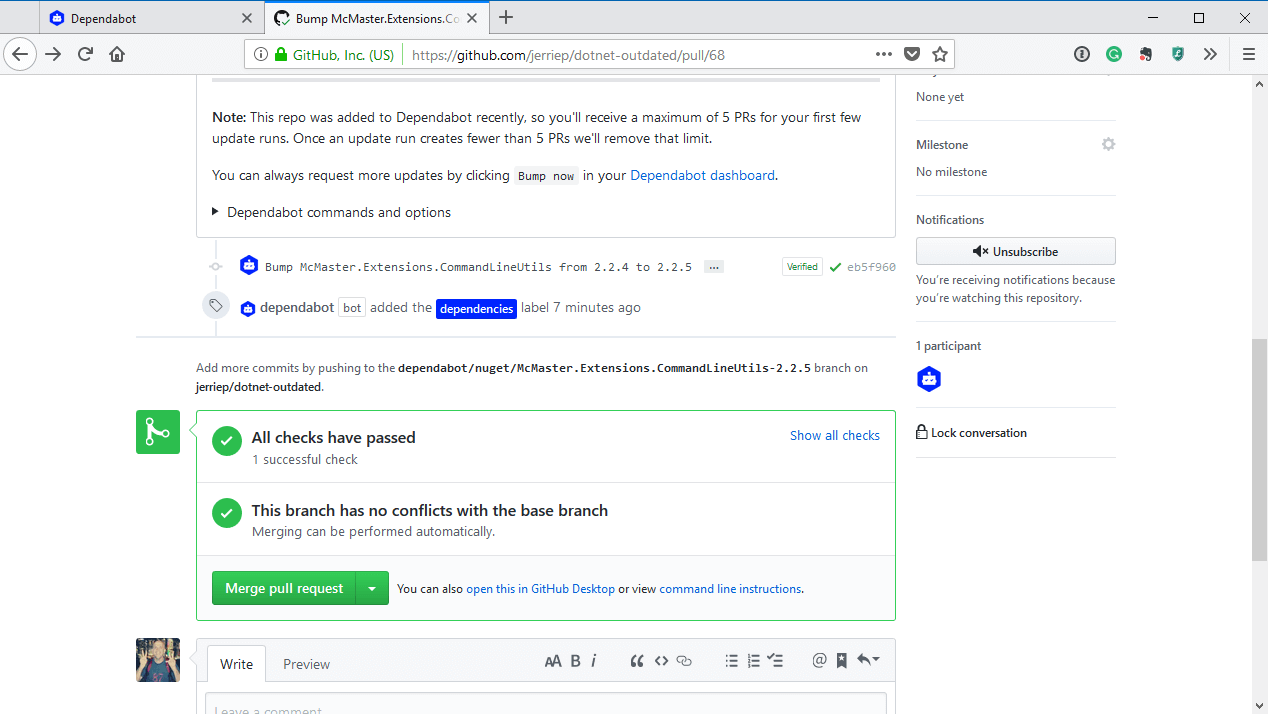 Dependabot
Bump McMaster.Extensions.Co
GitHub, Inc. (US) https://github.com/jerriep/dotnet-outdated/pull/68
Note: This repo was added to Dependabot recently, so you'll receive a maximum of 5 PRs for your first few
update runs. Once an update run creates fewer than 5 PRs we'll remove that limit.
You can always request more updates by clicking Bump now in your Dependabot dashboard.
Dependabot commands and options
Bump McMaster.Extensions.CommandLineUtils from 2.2.4 to 2.2.5 ... Verified eb5f960
dependabot bot added the dependencies label 7 minutes ago
Add more commits by pushing to the dependabot/nuget/McMaster.Extensions.CommandLineUtils-2.2.5 branch on
jerriep/dotnet-outdated.
All checks have passed
Show all checks
1 successful check
This branch has no conflicts with the base branch
Merging can be performed automatically.
Merge pull request You can also open this in GitHub Desktop or view command line instructions.
Write Preview
AA B i
Leave a comment
None yet
Milestone
No milestone
Notifications
Unsubscribe
You're receiving notifications because
you're watching this repository.
1 participant
Lock conversation